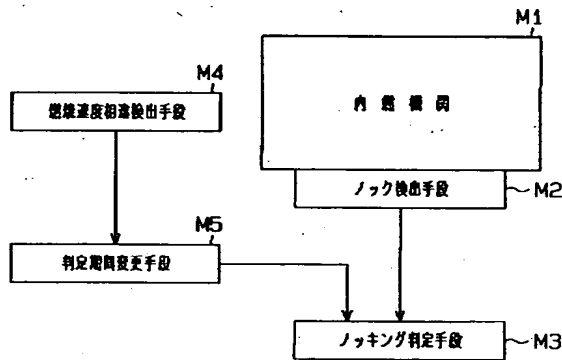 M1
内燃機関
M4
燃焼速度相違検出手段
ノック検出手段
M2
M5
判定期間変更手段
ノッキング判定手段
M3